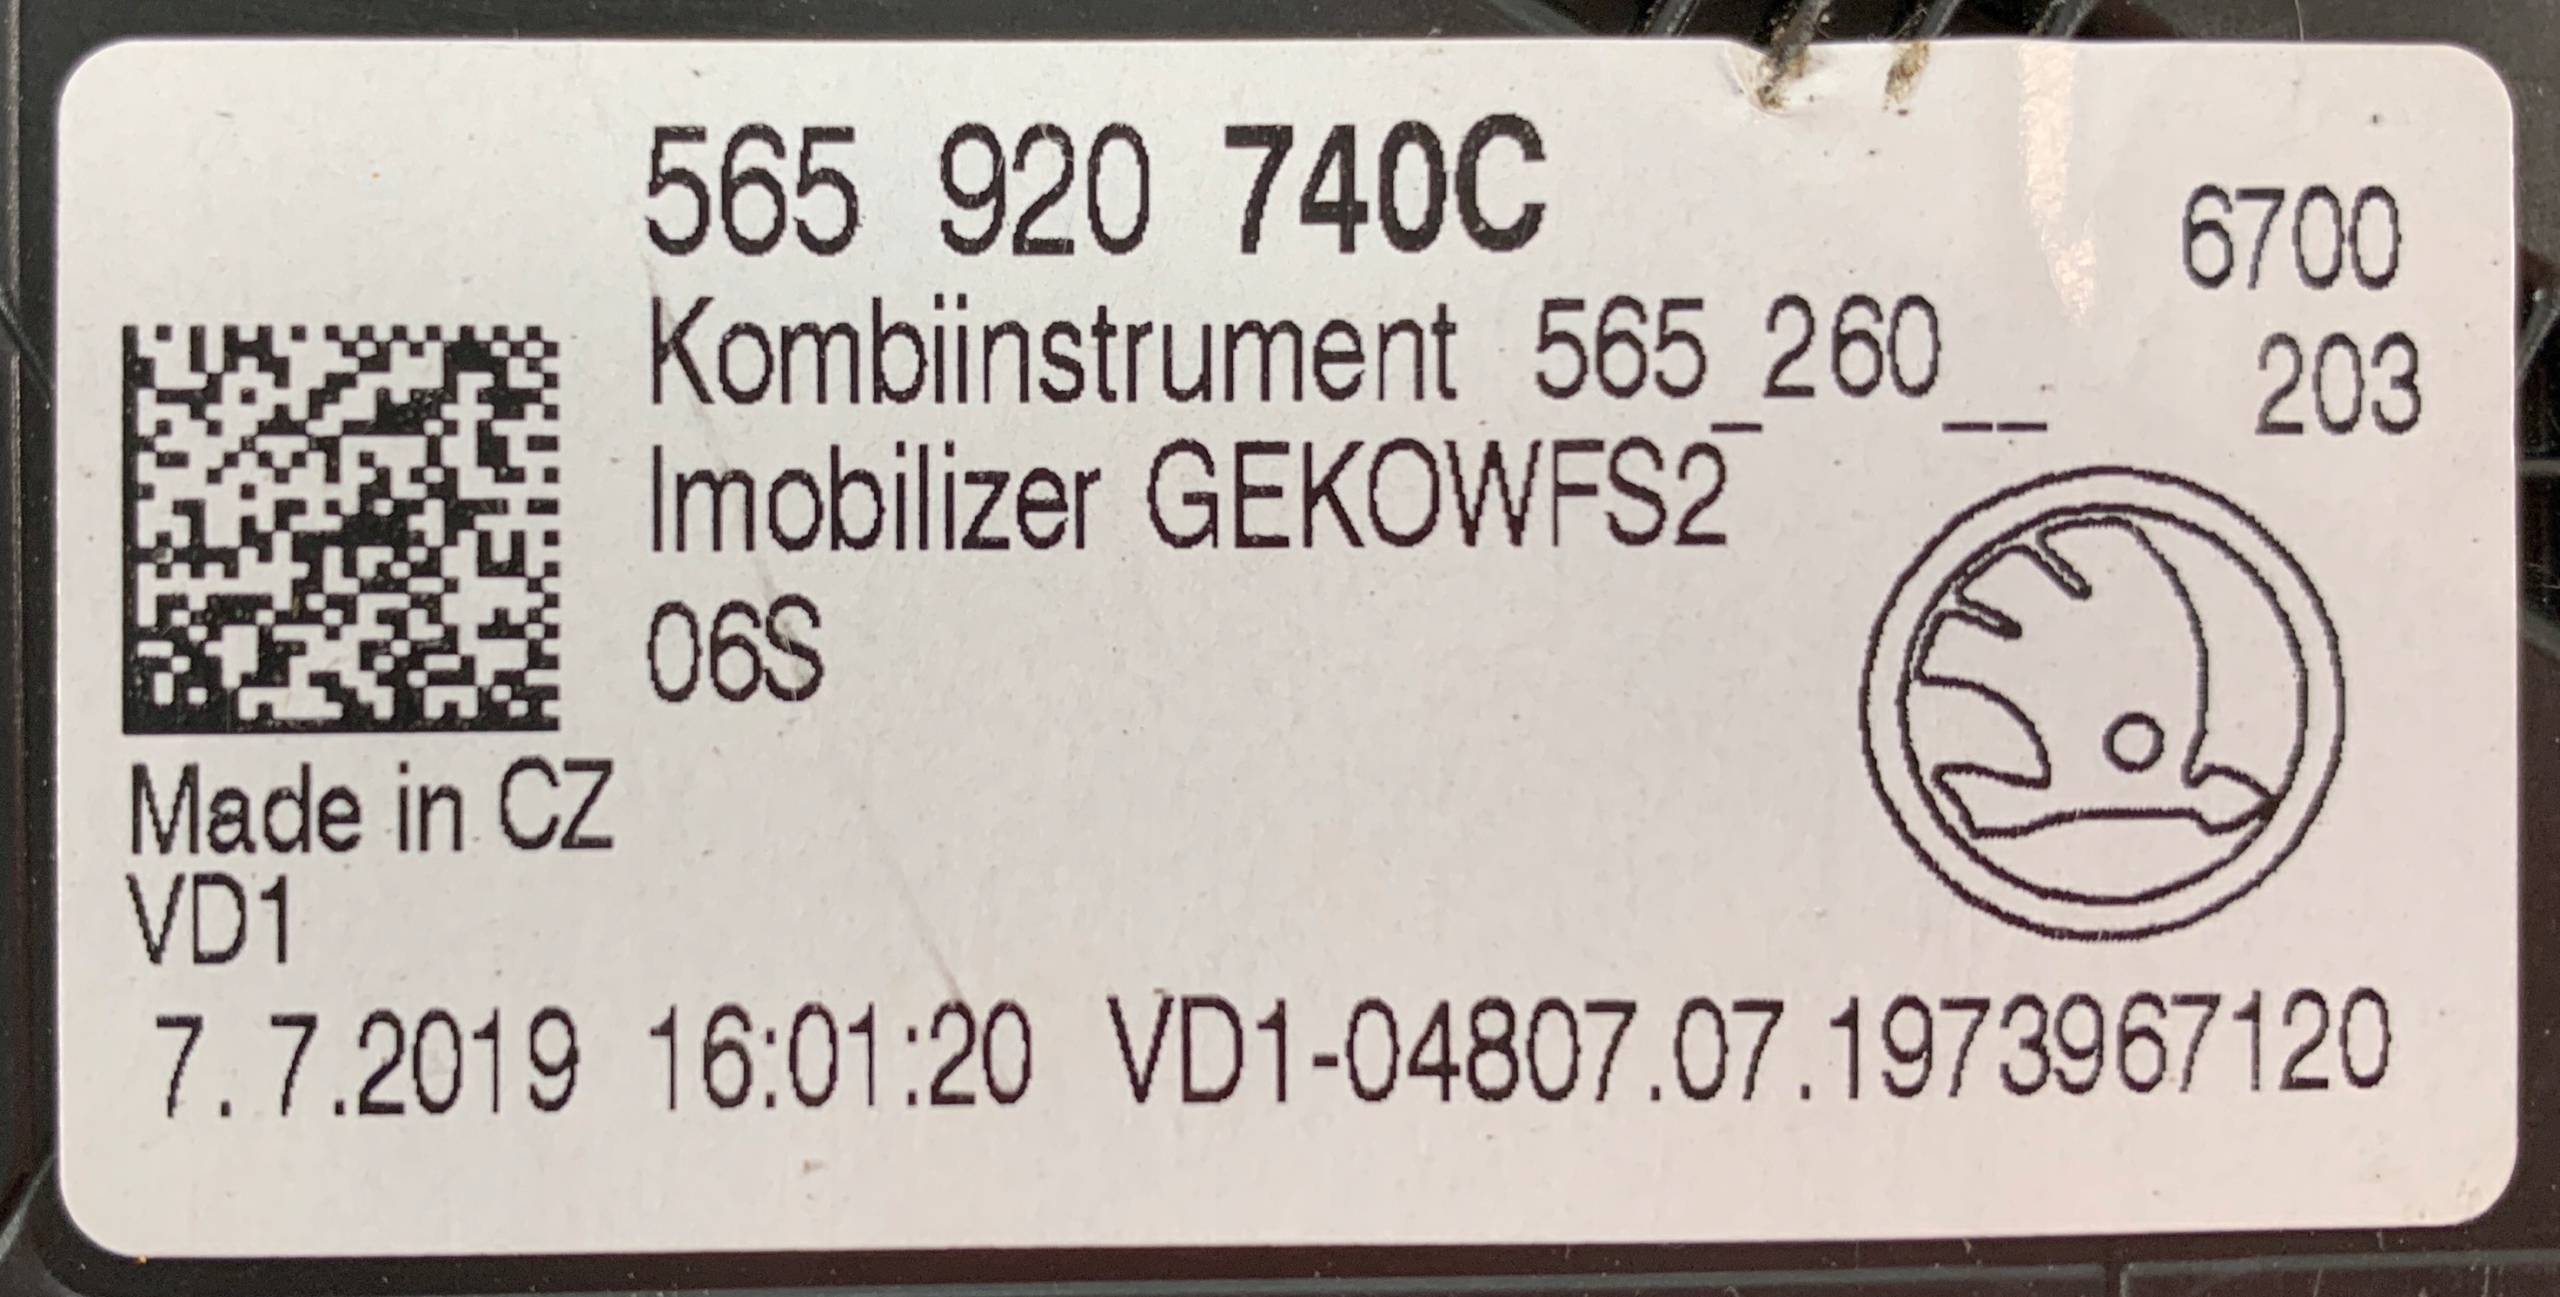 565 920 740C
6700
Kombiinstrument 565_260__
203
Imobilizer GEKOWFS2
06S
Made in CZ
VD1
7. 7.2019 16:01:20 VD1-04807.07.1973967120